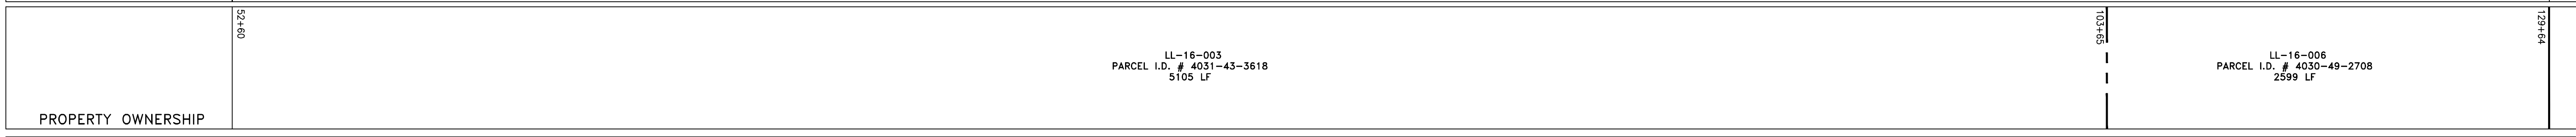 PROPERTY OWNERSHIP
52+60
LL-16-003
PARCEL I.D. # 4031-43-3618
5105 LF
103+65
LL-16-006
PARCEL I.D. # 4030-49-2708
2599 LF
129+64